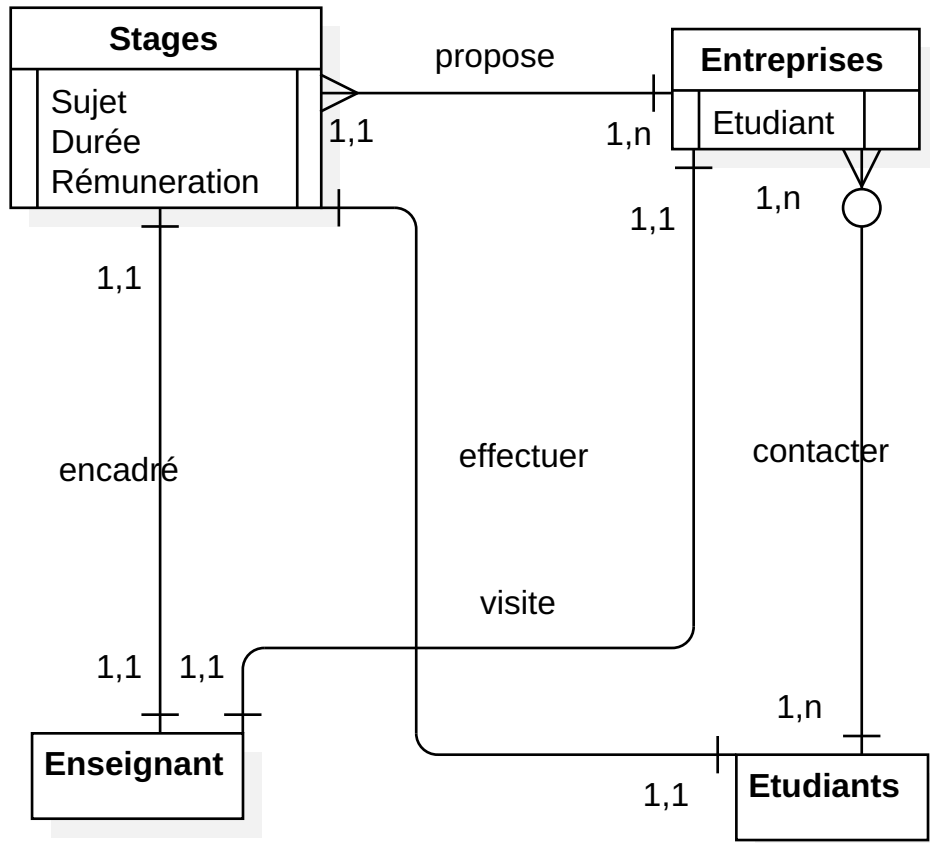 Stages
Sujet
Durée
Rémuneration
propose
1,1
1,n
Entreprises
Etudiant
1,1
1,n
1,1
encadré
effectuer
contacter
visite
1,1
1,1
1,n
1,1
Enseignant
Etudiants